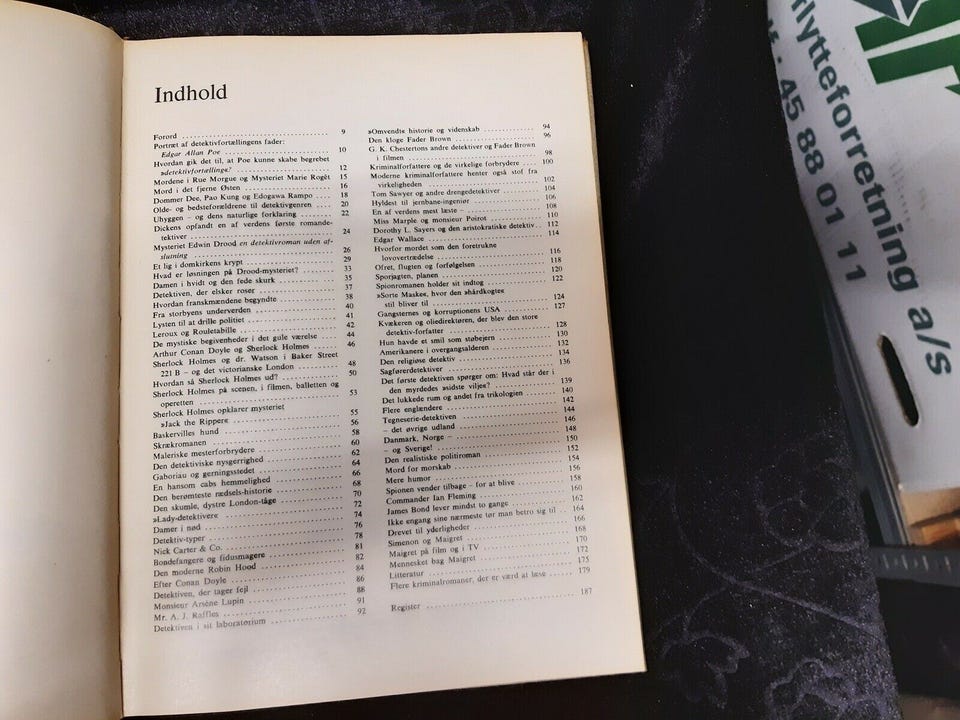 Indhold
Forord ........ 9
Portræt af detektivfortællingens fader:
Edgar Allan Poe ........ 10
Hvordan gik det til, at Poe kunne skabe begrebet
»detektivfortælling«? ........ 12
Mordene i Rue Morgue og Mysteriet Marie Rogêt 15
Mord i det fjerne Østen ........ 16
Dommer Dee, Pao Kung og Edogawa Rampo .... 18
Olde- og bedsteforældrene til detektivgenren ...... 20
Uhyggen – og dens naturlige forklaring ........ 22
Dickens opfandt en af verdens første romande-
tektiver ........ 24
Mysteriet Edwin Drood en detektivroman uden af-
slutning ........ 26
Et lig i domkirkens krypt ........ 29
Hvad er løsningen på Drood-mysteriet? ........ 33
Damen i hvidt og den fede skurk ........ 35
Detektiven, der elsker roser ........ 37
Hvordan franskmændene begyndte ........ 38
Fra storbyens underverden ........ 40
Lysten til at drille politiet ........ 41
Leroux og Rouletabille ........ 42
De mystiske begivenheder i det gule værelse ...... 44
Arthur Conan Doyle og Sherlock Holmes ........ 46
Sherlock Holmes og dr. Watson i Baker Street
221 B – og det victorianske London ........ 48
Hvordan så Sherlock Holmes ud? ........ 50
Sherlock Holmes på scenen, i filmen, balletten og
operetten ........ 53
Sherlock Holmes opklarer mysteriet
»Jack the Ripper« ........ 55
Baskervilles hund ........ 56
Skrækromanen ........ 58
Maleriske mesterforbrydere ........ 60
Den detektiviske nysgerrighed ........ 62
Gaboriau og gerningsstedet ........ 64
En hansom cabs hemmelighed ........ 66
Den berømteste rædsels-historie ........ 68
Den skumle, dystre London-tåge ........ 70
»Lady-detektiver« ........ 72
Damer i nød ........ 74
Detektiv-typer ........ 76
Nick Carter & Co. ........ 78
Bondefangere og fidusmagere ........ 81
Den moderne Robin Hood ........ 82
Efter Conan Doyle ........ 84
Detektiven, der tager fejl ........ 86
Monsieur Arsène Lupin ........ 88
Mr. A. J. Raffles ........ 91
Detektiven i sit laboratorium ........ 92
»Omvendt« historie og videnskab ........ 94
Den kloge Fader Brown ........ 96
G. K. Chestertons andre detektiver og Fader Brown
i filmen ........ 98
Kriminalforfattere og de virkelige forbrydere .... 100
Moderne kriminalforfattere henter også stof fra
virkeligheden ........ 102
Tom Sawyer og andre drengedetektiver ........ 104
Hyldest til jernbane-ingeniør ........ 106
En af verdens mest læste – ........ 108
Miss Marple og monsieur Poirot ........ 110
Dorothy L. Sayers og den aristokratiske detektiv .. 112
Edgar Wallace ........ 114
Hvorfor mordet som den foretrukne
lovovertrædelse ........ 116
Ofret, flugten og forfølgelsen ........ 118
Sporjagten, planen ........ 120
Spionromanen holder sit indtog ........ 122
»Sorte Maske«, hvor den »hårdkogte«
stil bliver til ........ 124
Gangsternes og korruptionens USA ........ 127
Kvækeren og oliedirektøren, der blev den store
detektiv-forfatter ........ 128
Hun havde et smil som støbejern ........ 130
Amerikanere i overgangsalderen ........ 132
Den religiøse detektiv ........ 134
Sagførerdetektiver ........ 136
Det første detektiven spørger om: Hvad står der i
den myrdedes »sidste vilje«? ........ 139
Det lukkede rum og andet fra trikologien ........ 140
Flere englændere ........ 142
Tegneserie-detektiven ........ 144
– det øvrige udland ........ 146
Danmark, Norge – ........ 148
– og Sverige! ........ 150
Den realistiske politiroman ........ 152
Mord for morskab ........ 154
Mere humor ........ 156
Spionen vender tilbage – for at blive ........ 158
Commander Ian Fleming ........ 160
James Bond lever mindst to gange ........ 162
Ikke engang sine nærmeste tør man betro sig til .. 164
Drevet til yderligheder ........ 166
Simenon og Maigret ........ 168
Maigret på film og i TV ........ 170
Mennesket bag Maigret ........ 172
Litteratur ........ 175
Flere kriminalromaner, der er værd at læse ...... 179
Register ........ 187
flytteforretning a/s
45 88 01 11